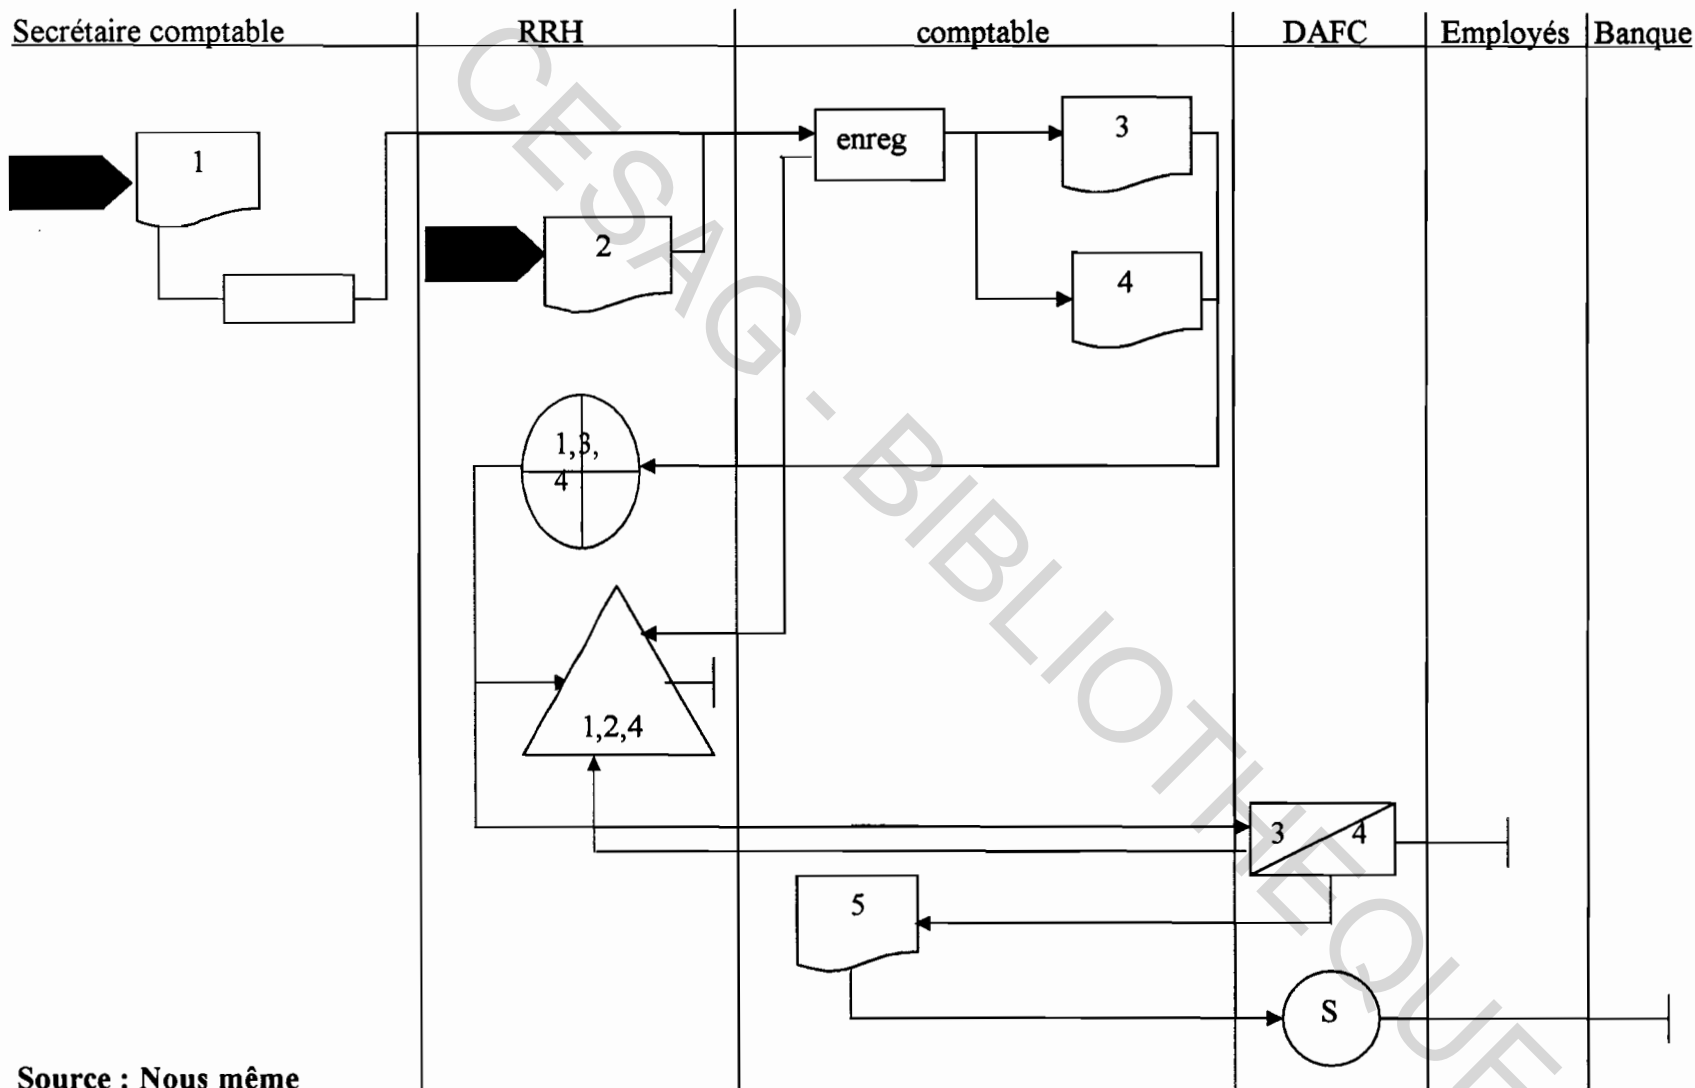 Secrétaire comptable RRH comptable DAFC Employés Banque
1
enreg
3
2
4
1,3,
4
1,2,4
3 4
5
S
CESAG - BIBLIOTHEQUE
Source : Nous même